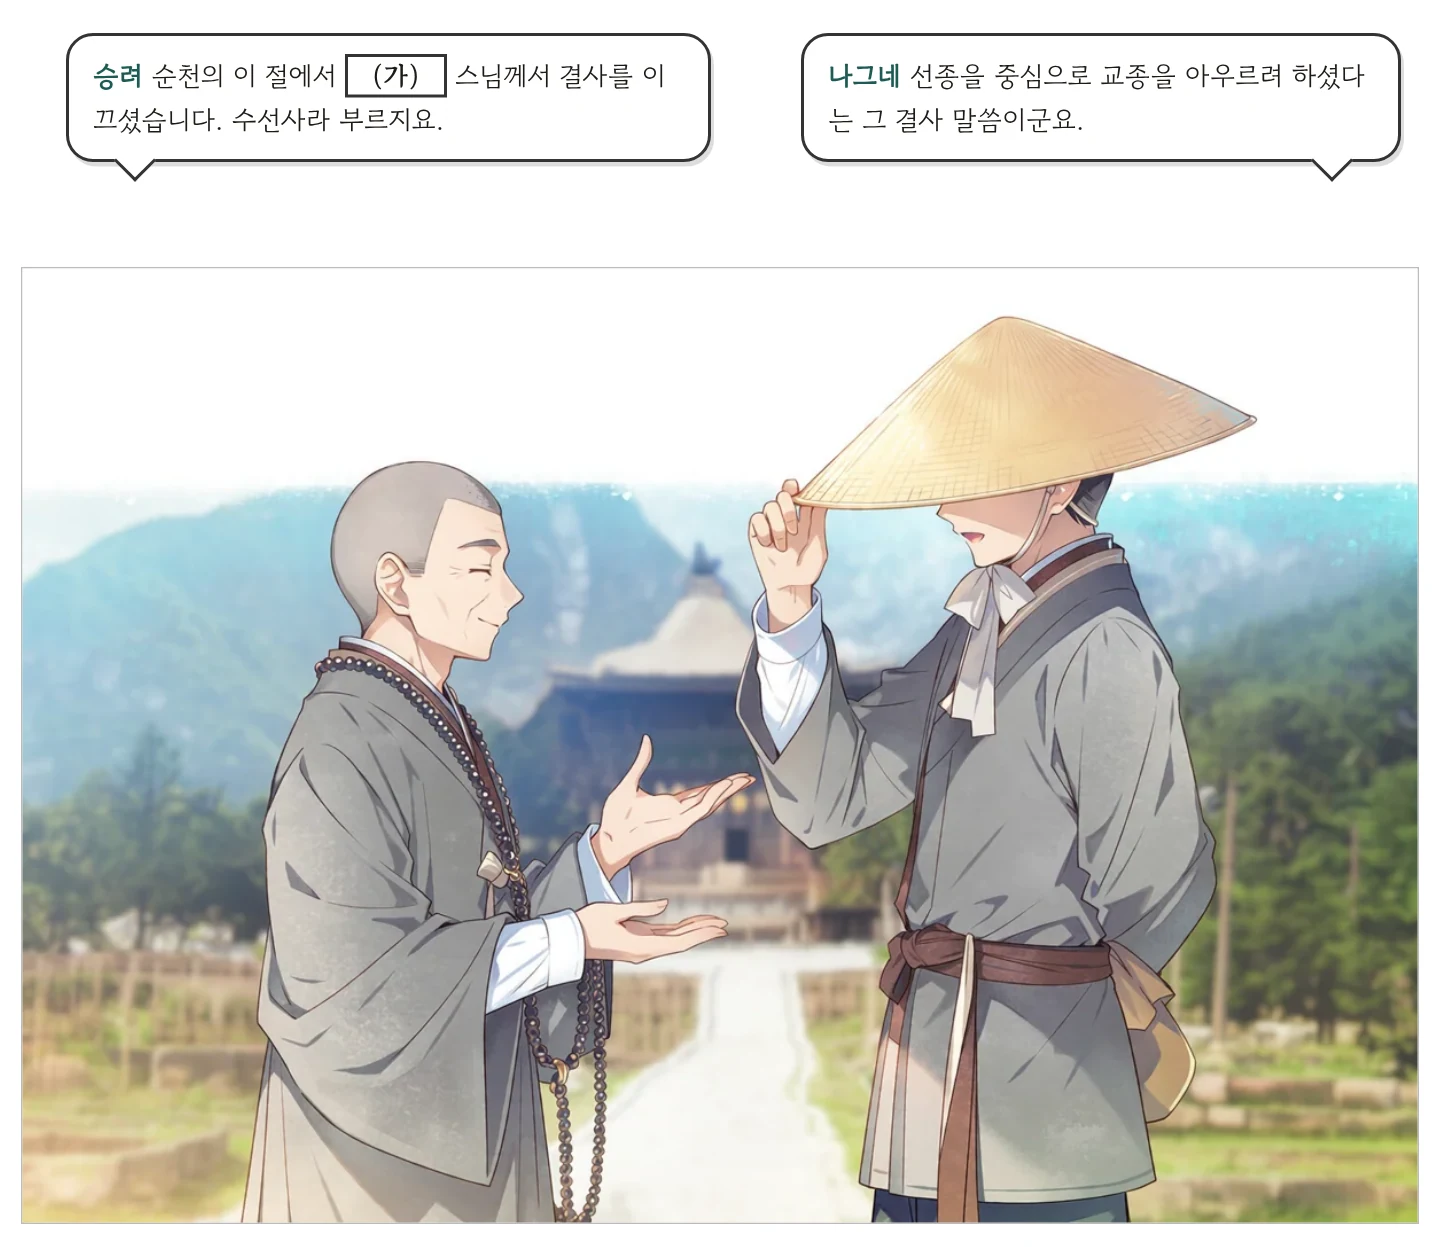 승려 순천의 이 절에서 (가) 스님께서 결사를 이
끄셨습니다. 수선사라 부르지요.
나그네 선종을 중심으로 교종을 아우르려 하셨다
는 그 결사 말씀이군요.